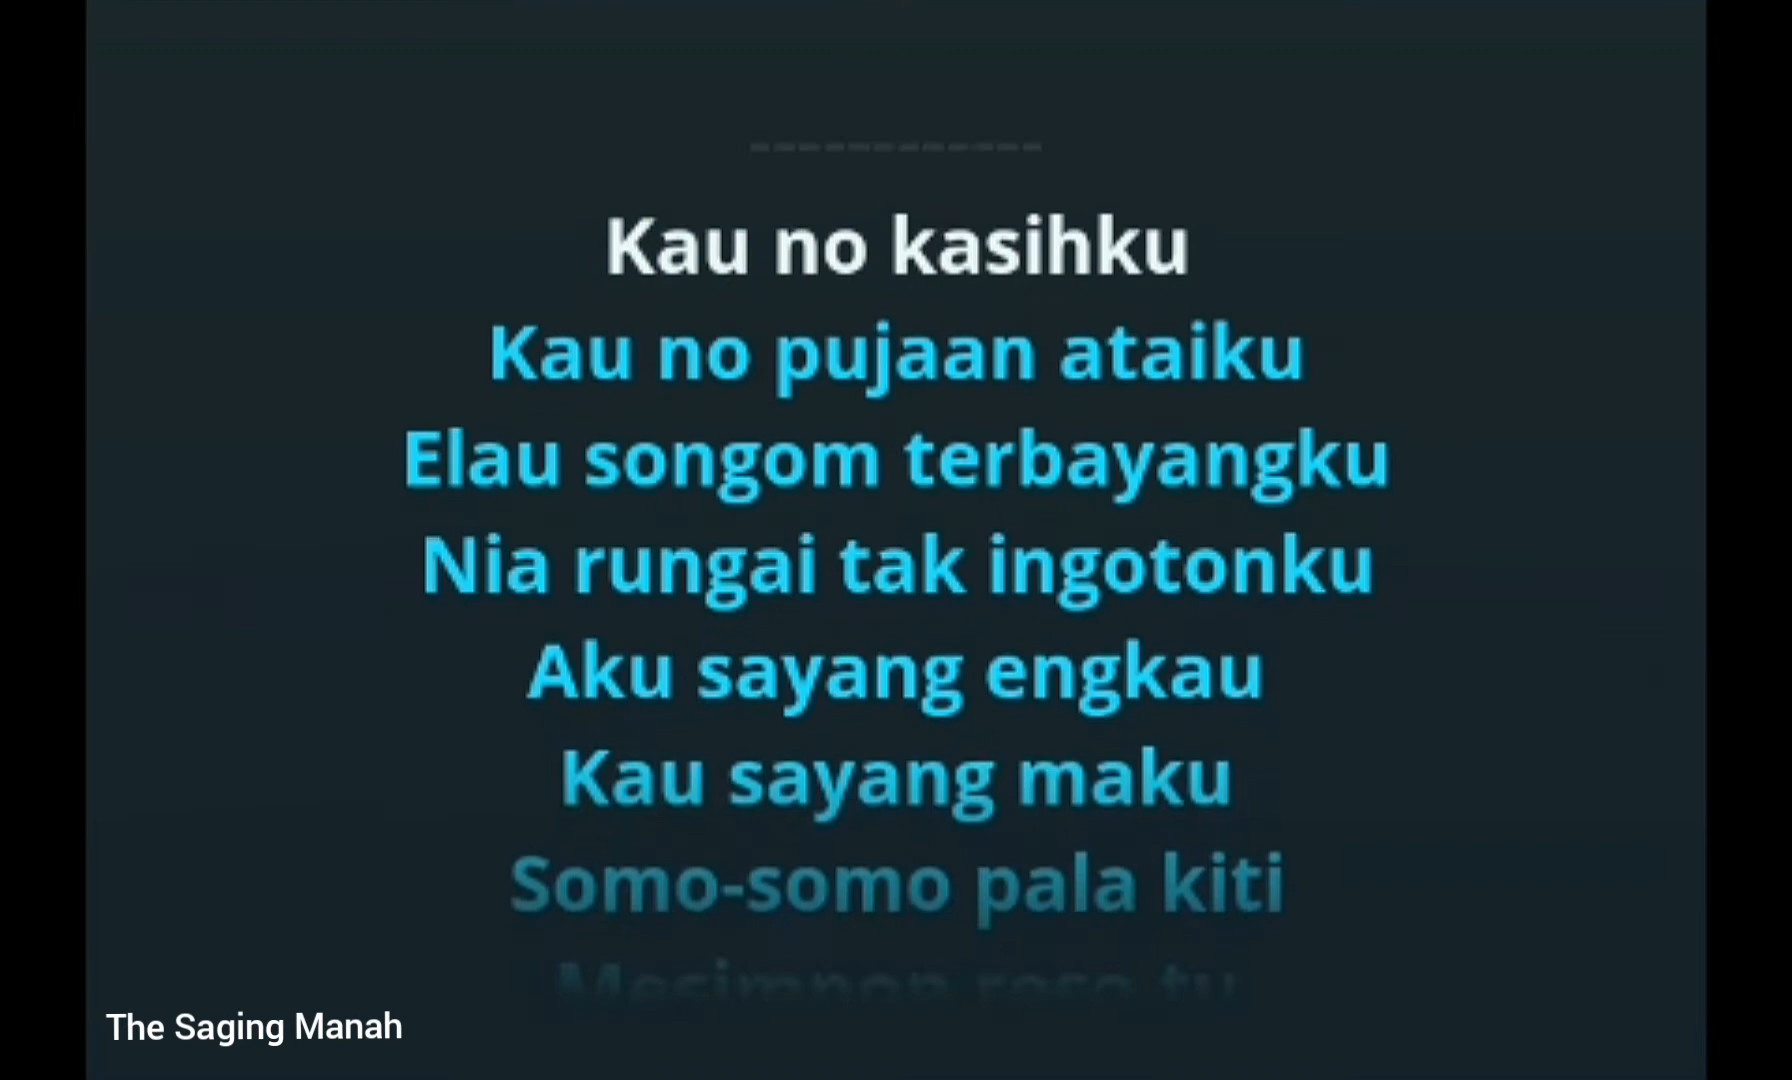 ------------
Kau no kasihku
Kau no pujaan ataiku
Elau songom terbayangku
Nia rungai tak ingotonku
Aku sayang engkau
Kau sayang maku
Somo-somo pala kiti
The Saging Manah